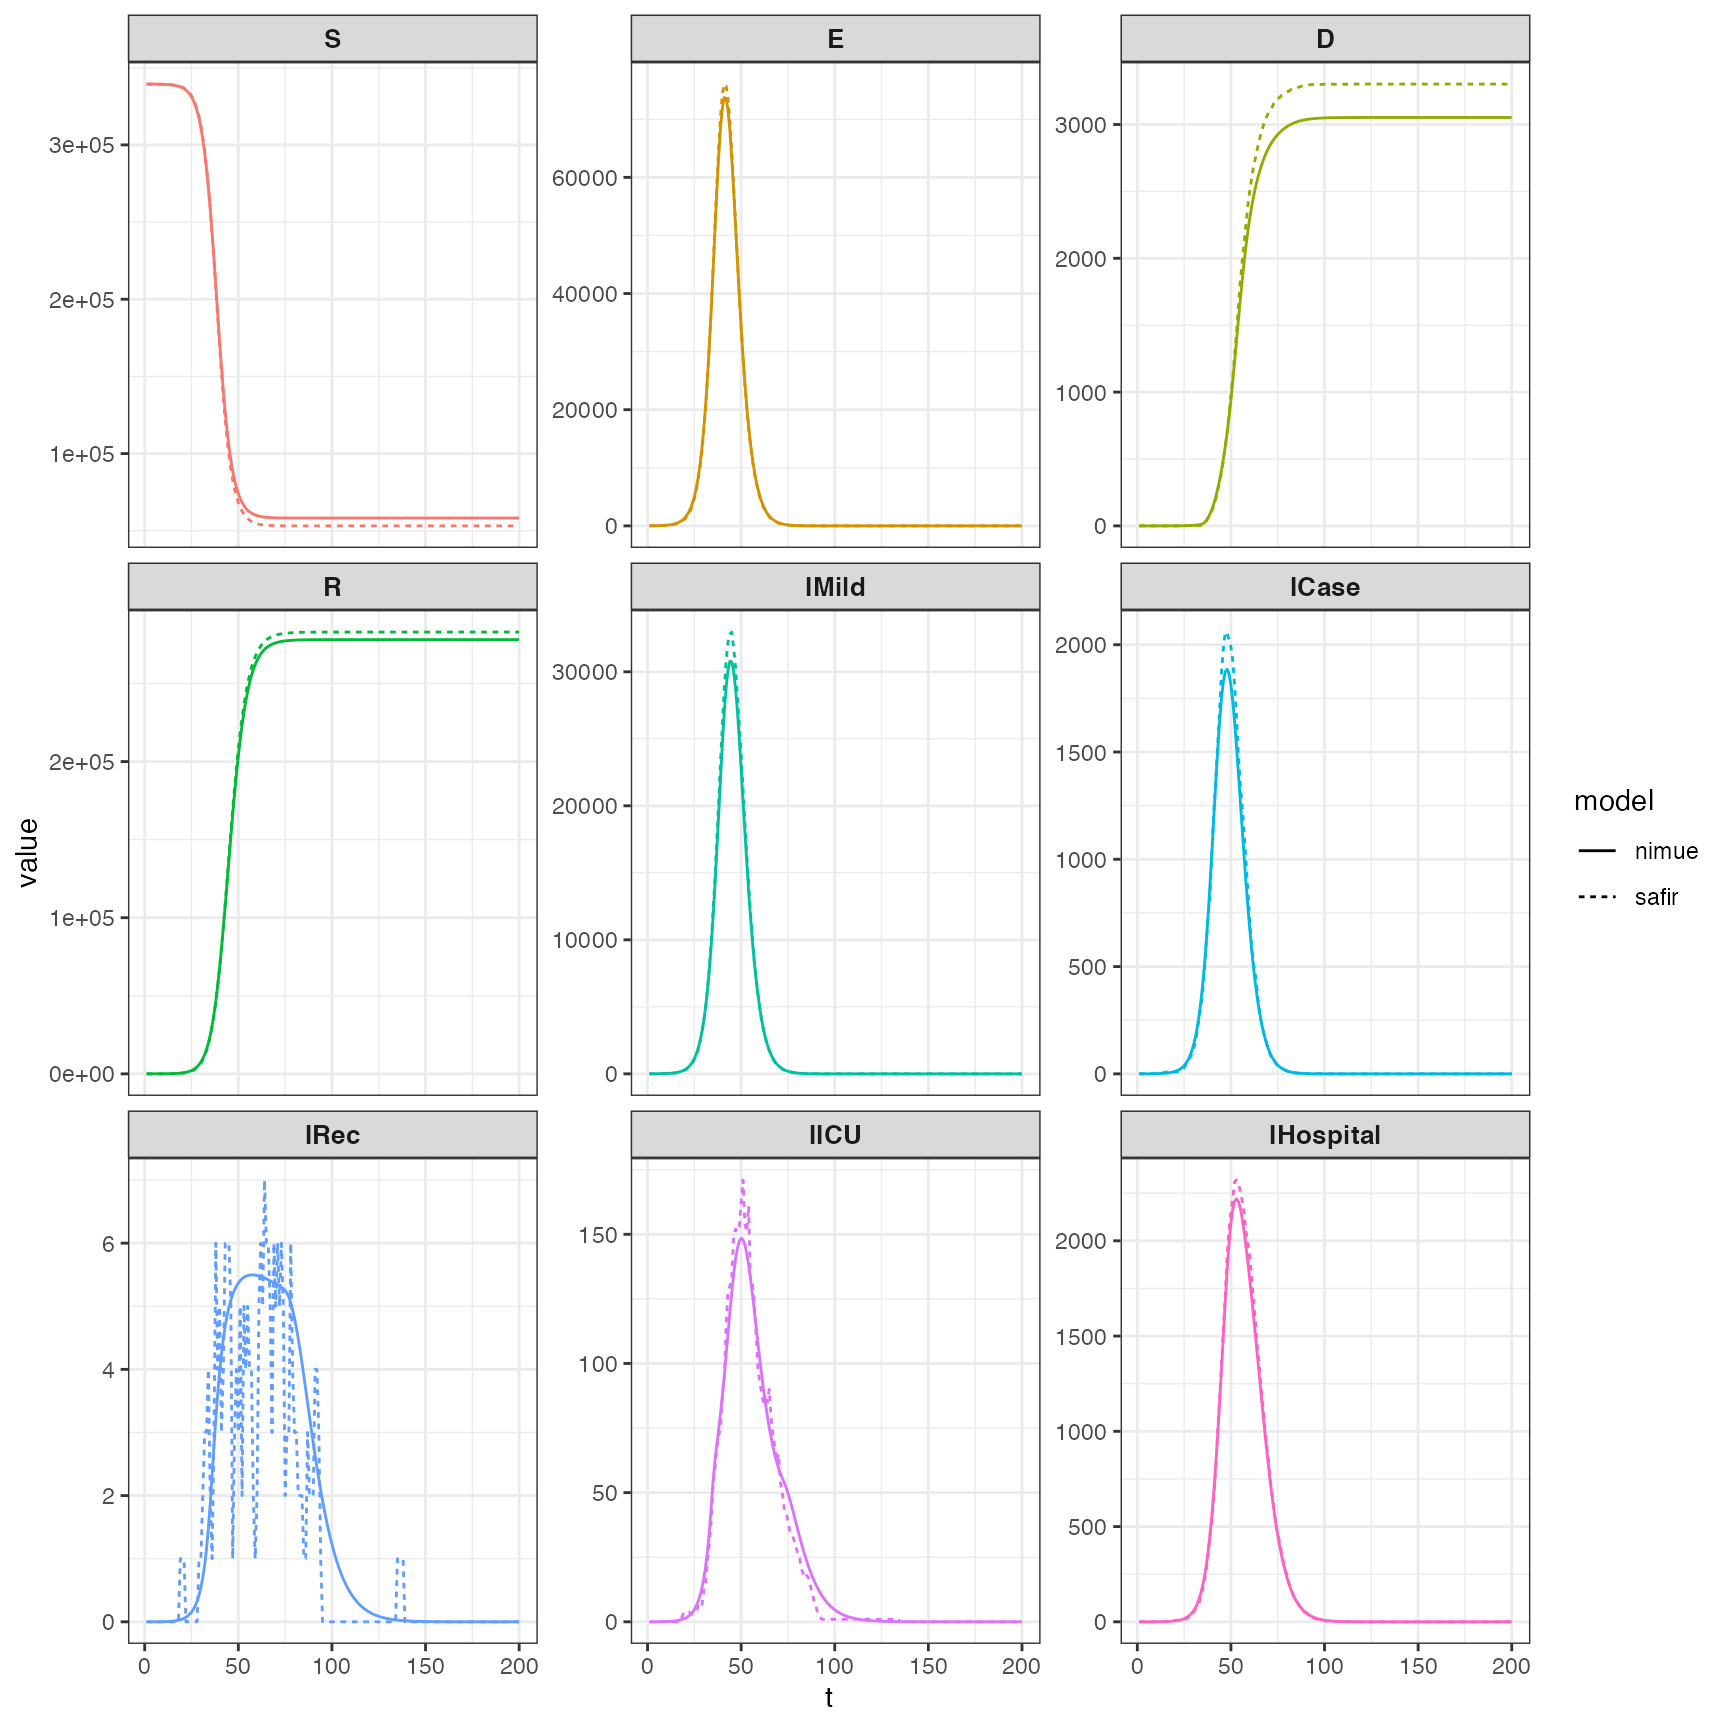 S
E
D
3e+05
2e+05
1e+05
60000
40000
20000
0
3000
2000
1000
0
R
IMild
ICase
2e+05
1e+05
0e+00
30000
20000
10000
0
2000
1500
1000
500
0
IRec
IICU
IHospital
6
4
2
0
150
100
50
0
2000
1500
1000
500
0
0 50 100 150 200
0 50 100 150 200
0 50 100 150 200
t
value
model
nimue
safir